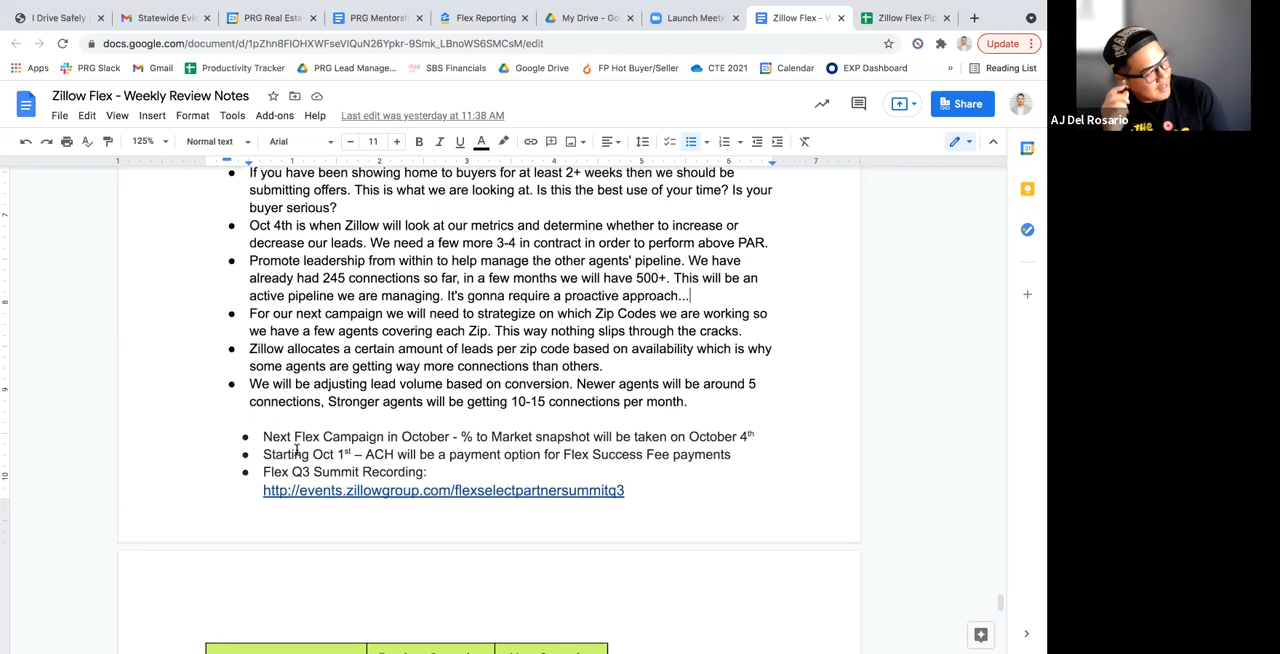 I Drive Safely
Statewide Evi
PRG Real Esta
PRG Mentorsh
Flex Reporting
My Drive - Go
Launch Meeti
Zillow Flex - W
Zillow Flex Pip
docs.google.com/document/d/1pZhn8FIOHXWFseVIQuN26Ypkr-9Smk_LBnoWS6SMCsM/edit
Update
Apps
PRG Slack
Gmail
Productivity Tracker
PRG Lead Manage...
SBS Financials
Google Drive
FP Hot Buyer/Seller
CTE 2021
Calendar
EXP Dashboard
»
Reading List
Zillow Flex - Weekly Review Notes
Share
File Edit View Insert Format Tools Add-ons Help
Last edit was yesterday at 11:38 AM
125%
Normal text
Arial
11
1 1 2 3 4 5 6 7
If you have been showing home to buyers for at least 2+ weeks then we should be
submitting offers. This is what we are looking at. Is this the best use of your time? Is your
buyer serious?
Oct 4th is when Zillow will look at our metrics and determine whether to increase or
decrease our leads. We need a few more 3-4 in contract in order to perform above PAR.
Promote leadership from within to help manage the other agents' pipeline. We have
already had 245 connections so far, in a few months we will have 500+. This will be an
active pipeline we are managing. It's gonna require a proactive approach...
For our next campaign we will need to strategize on which Zip Codes we are working so
we have a few agents covering each Zip. This way nothing slips through the cracks.
Zillow allocates a certain amount of leads per zip code based on availability which is why
some agents are getting way more connections than others.
We will be adjusting lead volume based on conversion. Newer agents will be around 5
connections, Stronger agents will be getting 10-15 connections per month.
Next Flex Campaign in October - % to Market snapshot will be taken on October 4th
Starting Oct 1st – ACH will be a payment option for Flex Success Fee payments
Flex Q3 Summit Recording:
http://events.zillowgroup.com/flexselectpartnersummitq3
AJ Del Rosario